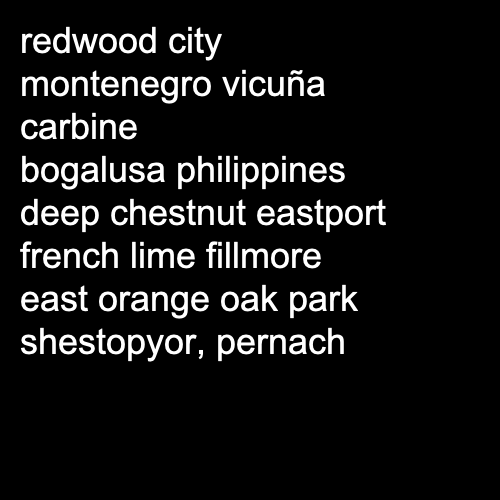 redwood city
montenegro vicuña
carbine
bogalusa philippines
deep chestnut eastport
french lime fillmore
east orange oak park
shestopyor, pernach